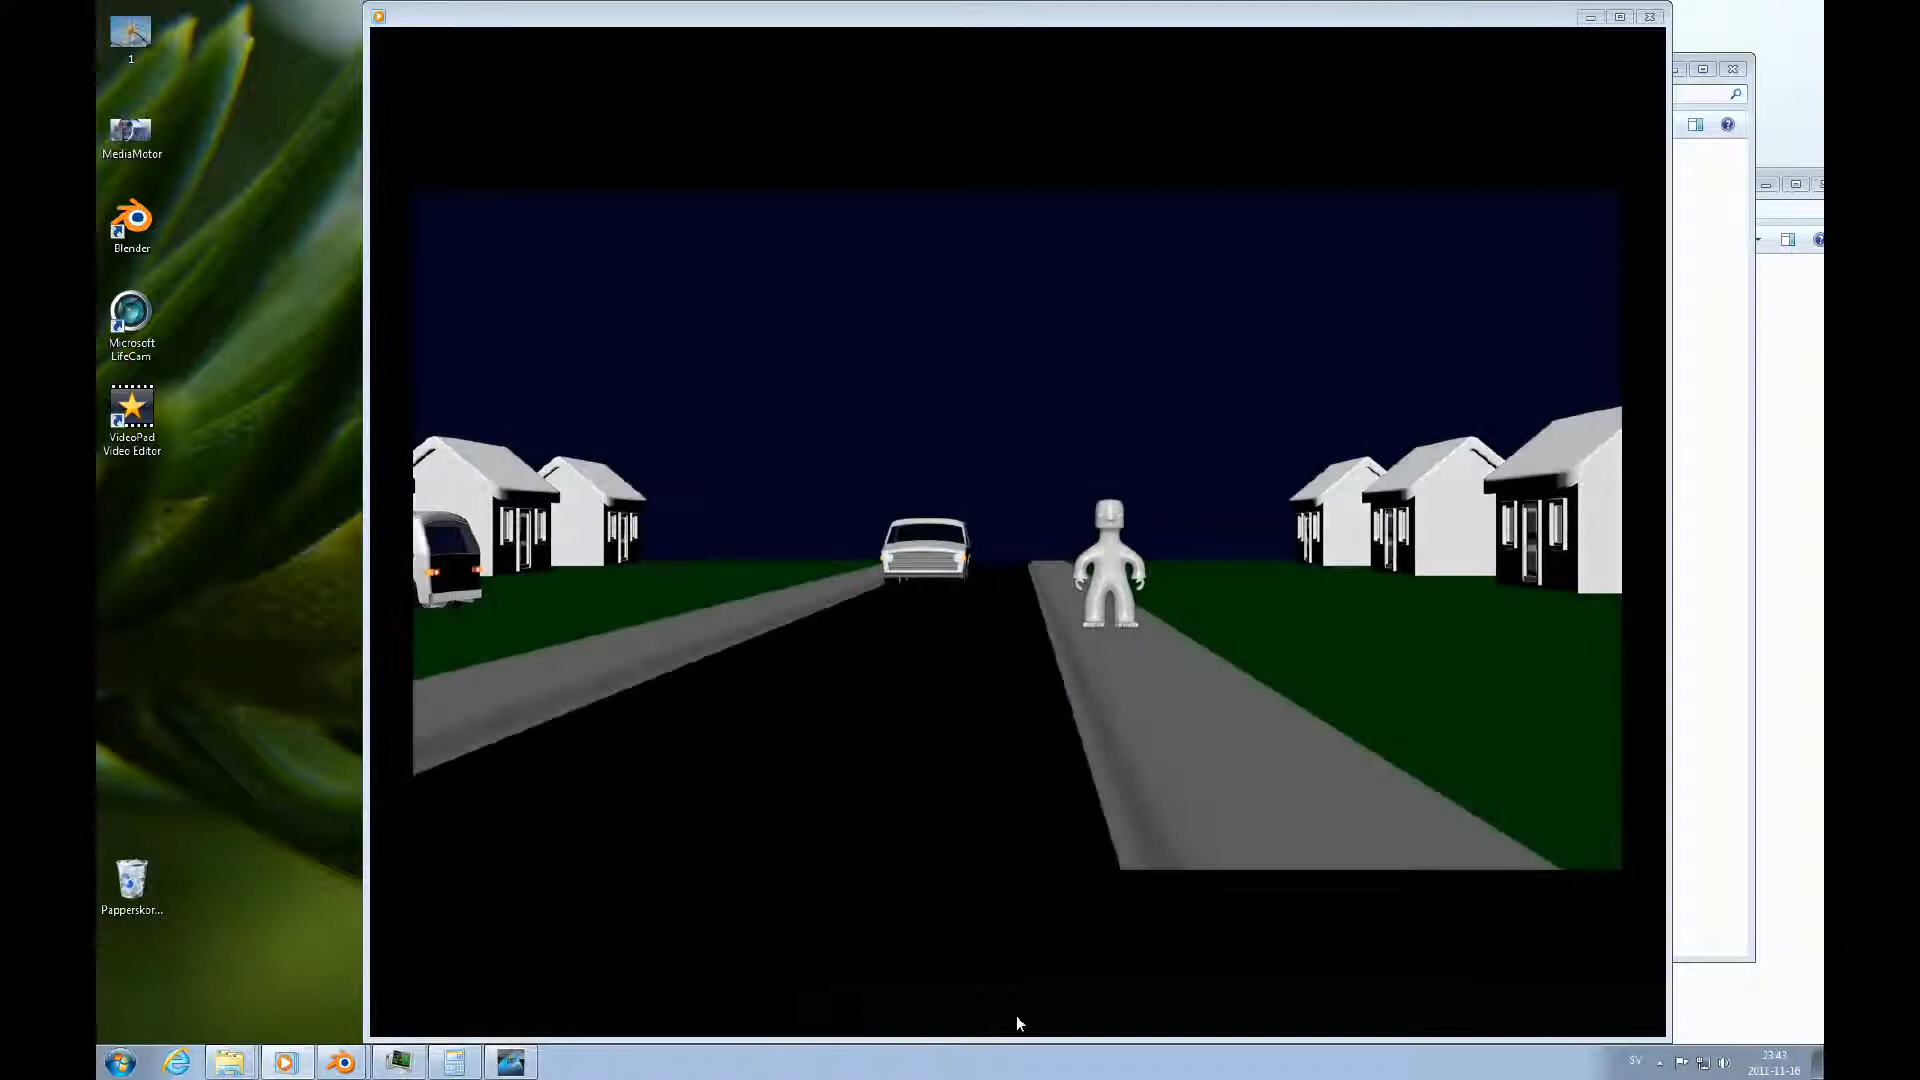 1
MediaMotor
Blender
Microsoft
LifeCam
VideoPad
Video Editor
Papperskor...
SV
23:43
2011-11-16